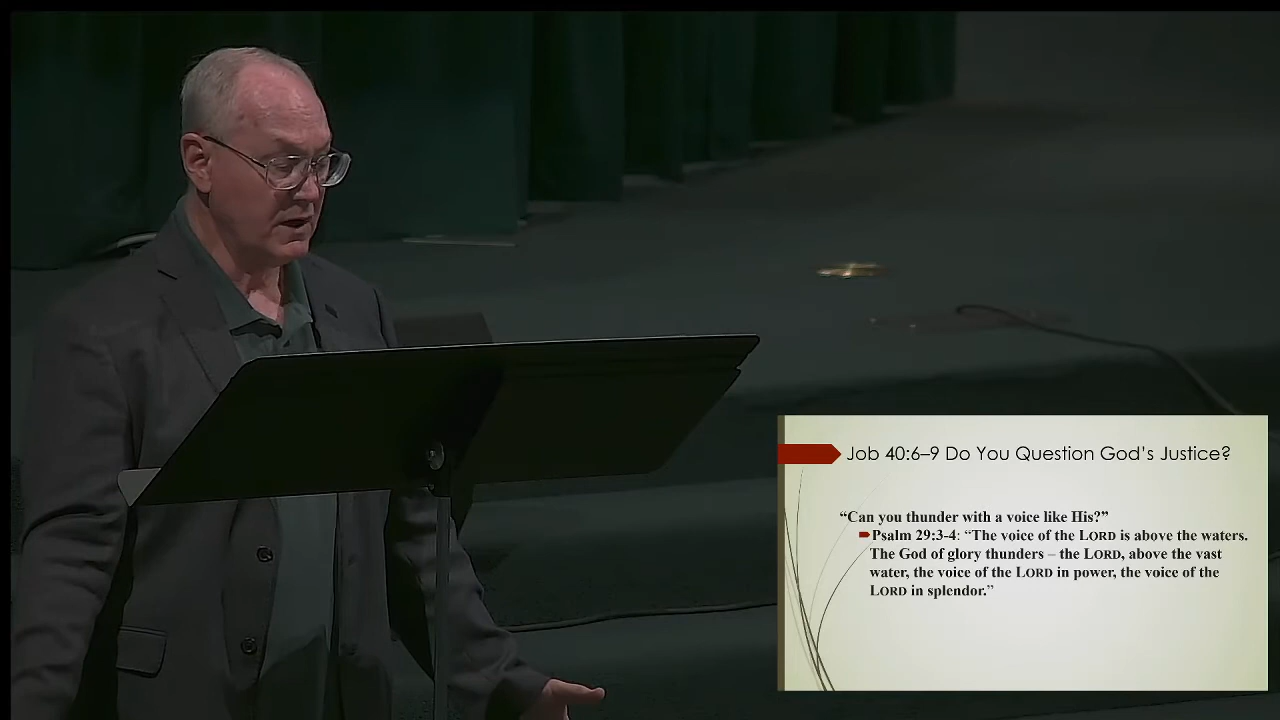 Job 40:6–9 Do You Question God’s Justice?
“Can you thunder with a voice like His?”
Psalm 29:3-4: “The voice of the LORD is above the waters.
The God of glory thunders – the LORD, above the vast
water, the voice of the LORD in power, the voice of the
LORD in splendor.”